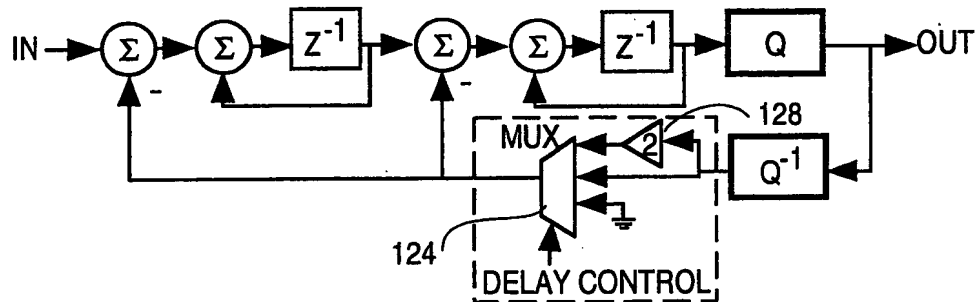 IN Σ Σ Z⁻¹ Σ Σ Z⁻¹ Q OUT
- -
MUX 2 128
Q⁻¹
124
DELAY CONTROL